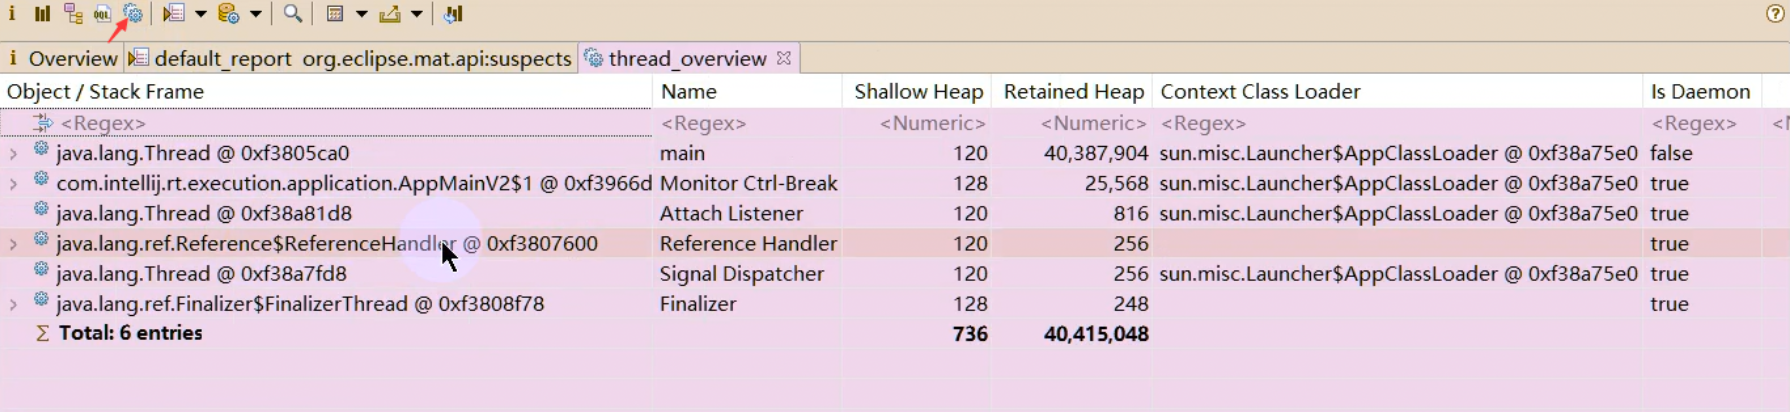 i OQL ?
i Overview default_report org.eclipse.mat.api:suspects thread_overview
Object / Stack Frame Name Shallow Heap Retained Heap Context Class Loader Is Daemon
<Regex> <Regex> <Numeric> <Numeric> <Regex> <Regex> <N
java.lang.Thread @ 0xf3805ca0 main 120 40,387,904 sun.misc.Launcher$AppClassLoader @ 0xf38a75e0 false
com.intellij.rt.execution.application.AppMainV2$1 @ 0xf3966d Monitor Ctrl-Break 128 25,568 sun.misc.Launcher$AppClassLoader @ 0xf38a75e0 true
java.lang.Thread @ 0xf38a81d8 Attach Listener 120 816 sun.misc.Launcher$AppClassLoader @ 0xf38a75e0 true
java.lang.ref.Reference$ReferenceHandler @ 0xf3807600 Reference Handler 120 256 true
java.lang.Thread @ 0xf38a7fd8 Signal Dispatcher 120 256 sun.misc.Launcher$AppClassLoader @ 0xf38a75e0 true
java.lang.ref.Finalizer$FinalizerThread @ 0xf3808f78 Finalizer 128 248 true
Σ Total: 6 entries 736 40,415,048